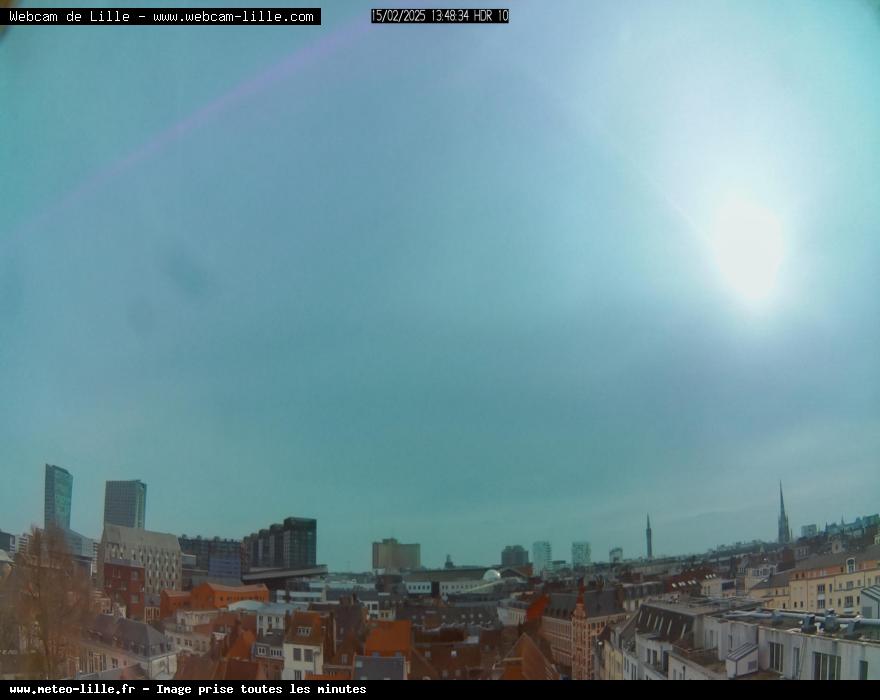 Webcam de Lille - www.webcam-lille.com
15/02/2025 13:48:34 HDR 10
www.meteo-lille.fr - Image prise toutes les minutes